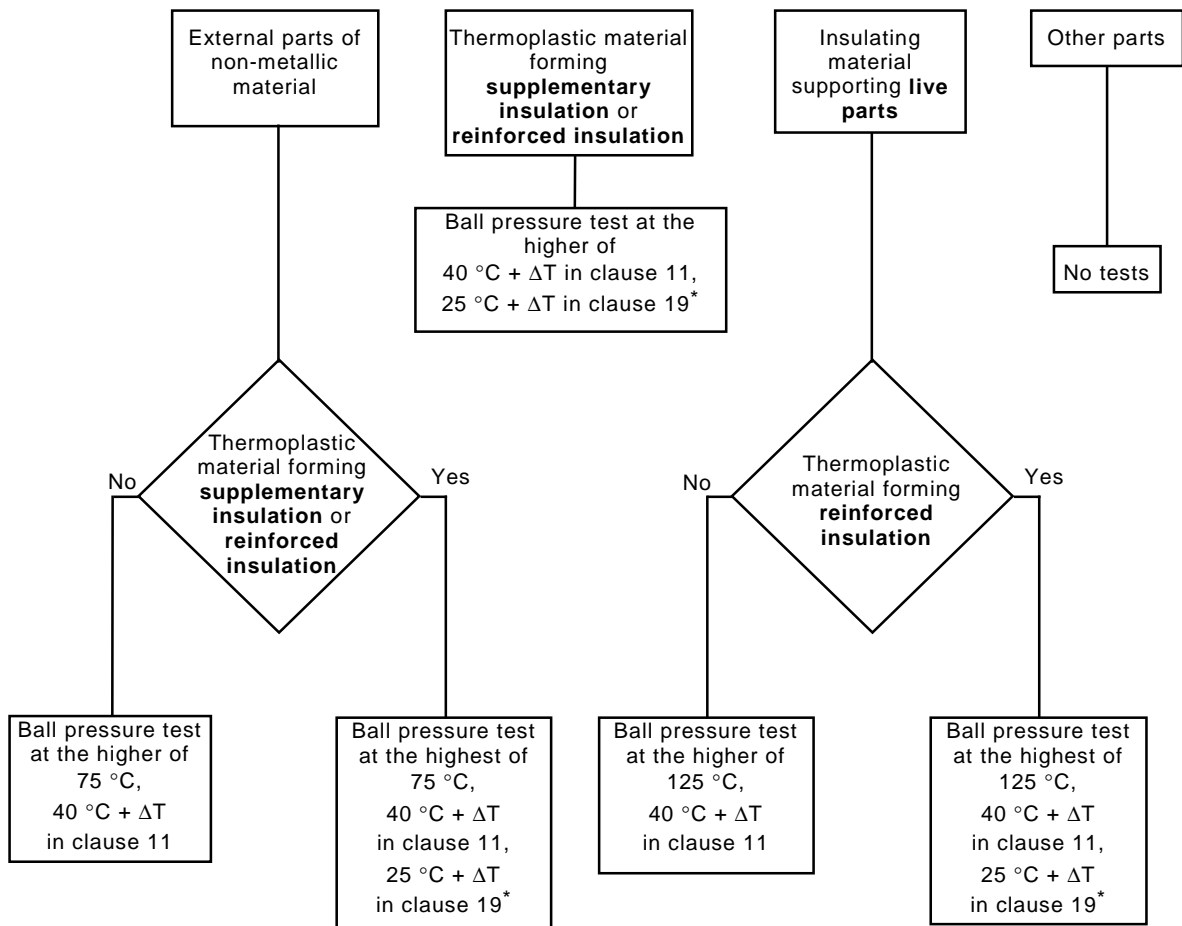 External parts of
non-metallic
material
Thermoplastic material
forming
supplementary
insulation or
reinforced insulation
Insulating
material
supporting live
parts
Other parts
Ball pressure test at the
higher of
40 °C + ΔT in clause 11,
25 °C + ΔT in clause 19*
No tests
Thermoplastic
material forming
supplementary
insulation or
reinforced
insulation
No
Yes
Thermoplastic
material forming
reinforced
insulation
No
Yes
Ball pressure test
at the higher of
75 °C,
40 °C + ΔT
in clause 11
Ball pressure test
at the highest of
75 °C,
40 °C + ΔT
in clause 11,
25 °C + ΔT
in clause 19*
Ball pressure test
at the higher of
125 °C,
40 °C + ΔT
in clause 11
Ball pressure test
at the highest of
125 °C,
40 °C + ΔT
in clause 11,
25 °C + ΔT
in clause 19*